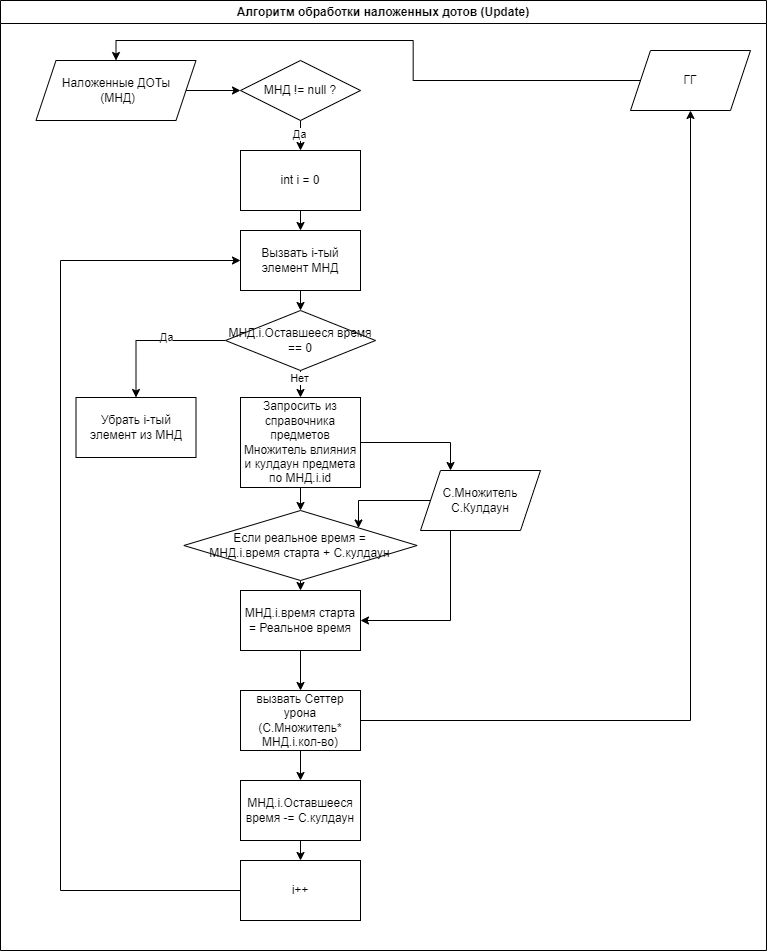 Алгоритм обработки наложенных дотов (Update)
Наложенные ДОТы
(МНД)
МНД != null ?
ГГ
Да
int i = 0
Вызвать i-тый
элемент МНД
МНД.i.Оставшееся время
== 0
Да
Нет
Убрать i-тый
элемент из МНД
Запросить из
справочника
предметов
Множитель влияния
и кулдаун предмета
по МНД.i.id
С.Множитель
С.Кулдаун
Если реальное время =
МНД.i.время старта + С.кулдаун
МНД.i.время старта
= Реальное время
вызвать Сеттер
урона
(С.Множитель*
МНД.i.кол-во)
МНД.i.Оставшееся
время -= С.кулдаун
i++